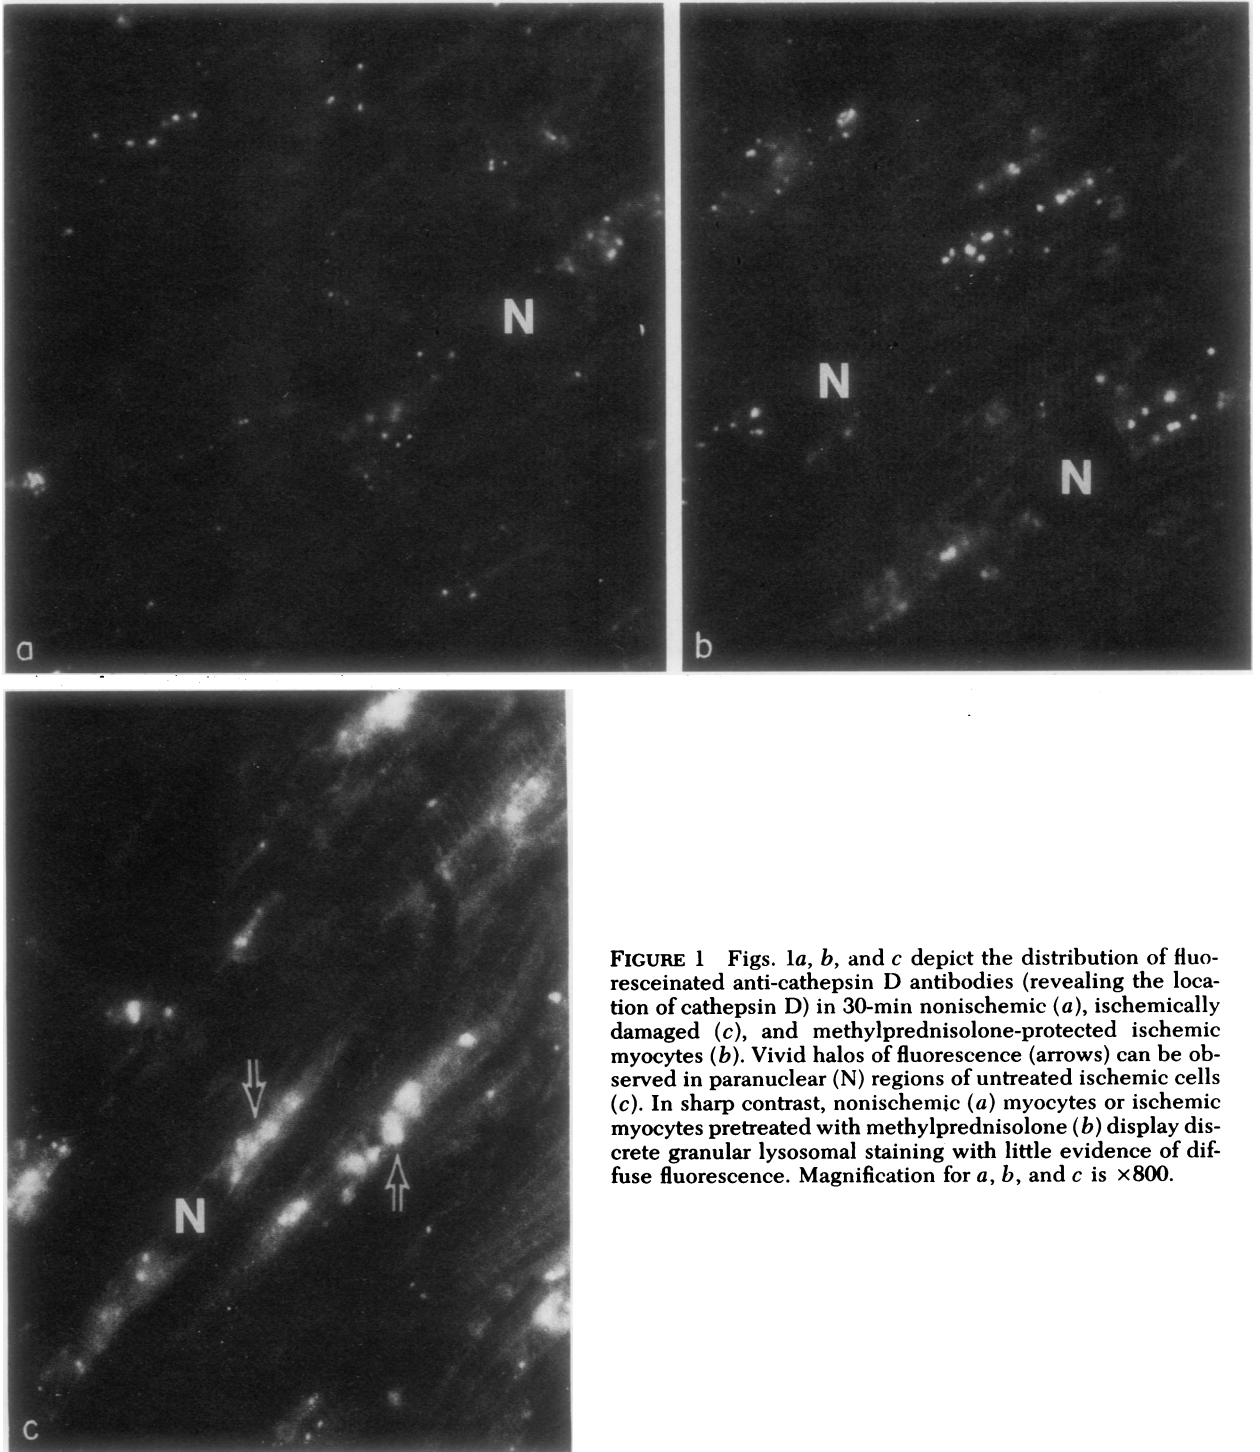 N
a
N
N
b
N
c
FIGURE 1 Figs. 1a, b, and c depict the distribution of fluo-
resceinated anti-cathepsin D antibodies (revealing the loca-
tion of cathepsin D) in 30-min nonischemic (a), ischemically
damaged (c), and methylprednisolone-protected ischemic
myocytes (b). Vivid halos of fluorescence (arrows) can be ob-
served in paranuclear (N) regions of untreated ischemic cells
(c). In sharp contrast, nonischemic (a) myocytes or ischemic
myocytes pretreated with methylprednisolone (b) display dis-
crete granular lysosomal staining with little evidence of dif-
fuse fluorescence. Magnification for a, b, and c is ×800.